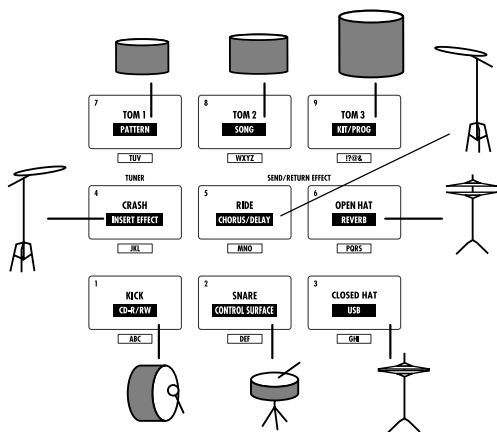 7
8
9
TOM 1
TOM 2
TOM 3
PATTERN
SONG
KIT/PROG
TUV
WXYZ
!?@&
TUNER
SEND/RETURN EFFECT
4
5
6
CRASH
RIDE
OPEN HAT
INSERT EFFECT
CHORUS/DELAY
REVERB
JKL
MNO
PQRS
1
2
3
KICK
SNARE
CLOSED HAT
CD-R/RW
CONTROL SURFACE
USB
ABC
DEF
GHI